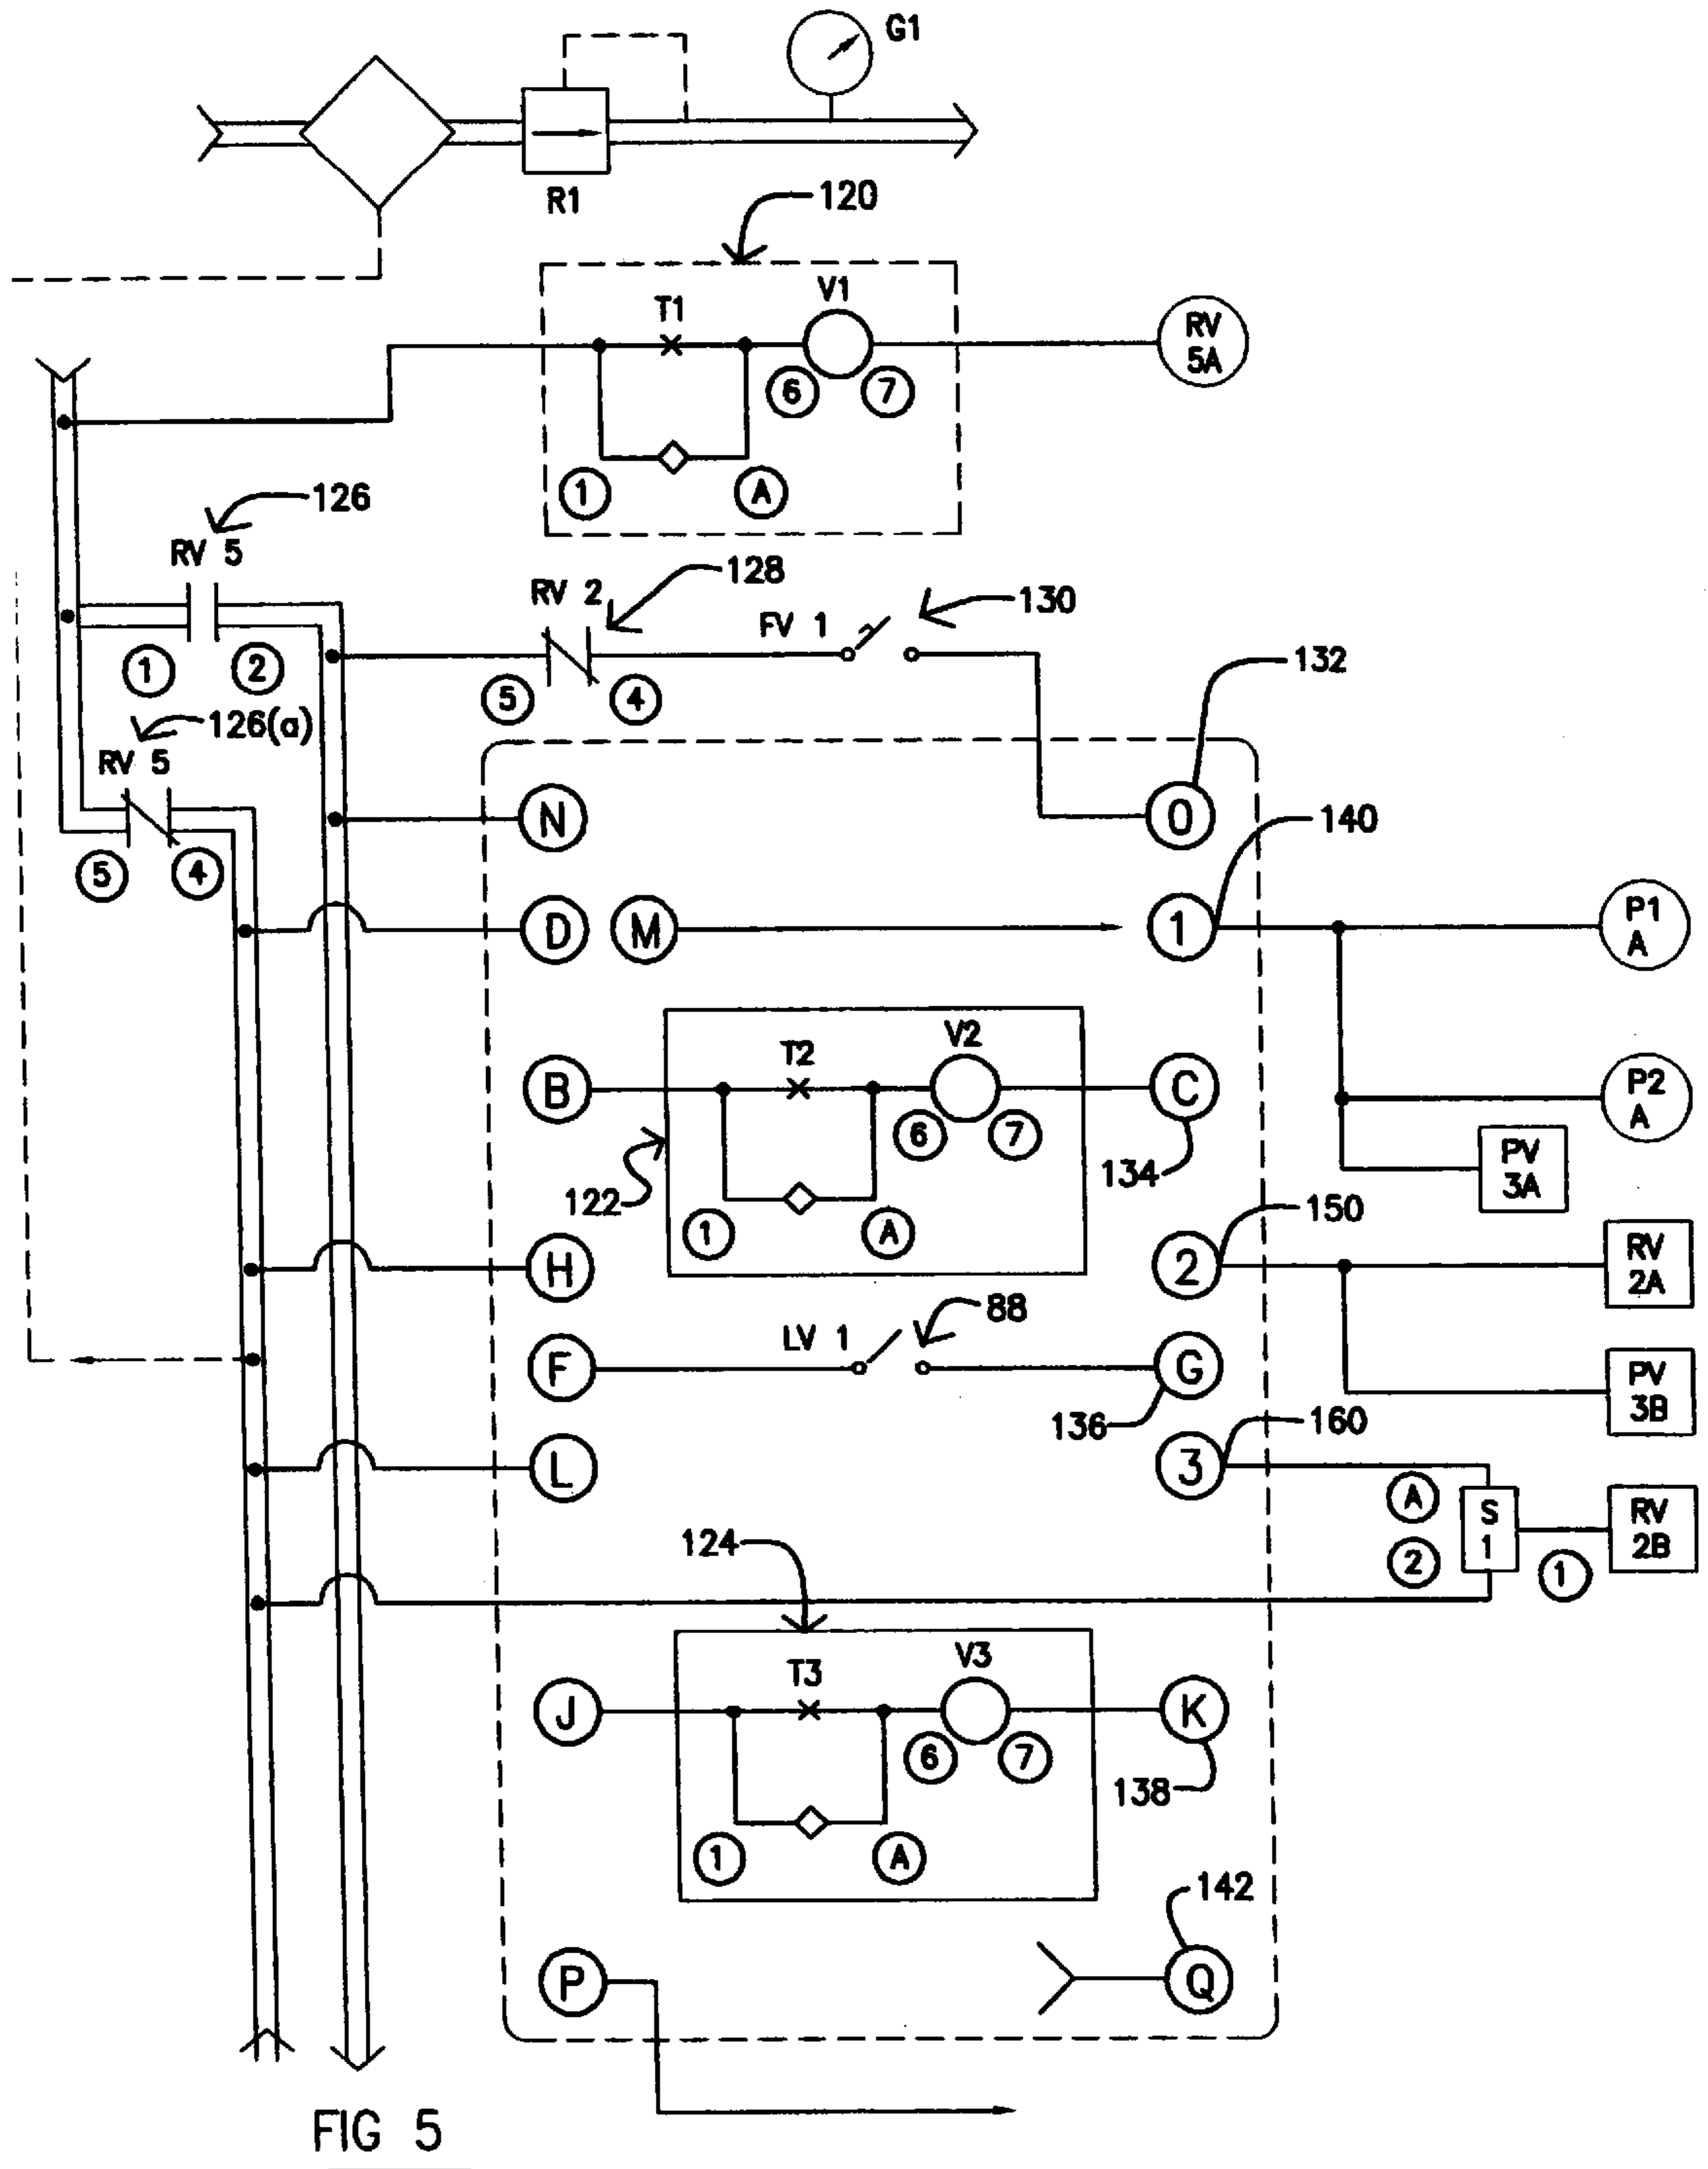 G1
R1
120
T1
V1
RV
5A
6
7
1
A
126
RV 5
1
2
RV 2
128
FV 1
130
5
4
132
126(a)
RV 5
5
4
N
0
140
D
M
1
P1
A
B
T2
V2
C
6
7
134
P2
A
PV
3A
122
1
A
150
H
2
RV
2A
LV 1
88
F
G
136
PV
3B
160
L
3
A
S
1
2
1
RV
2B
124
J
T3
V3
K
6
7
138
1
A
142
P
Q
FIG 5